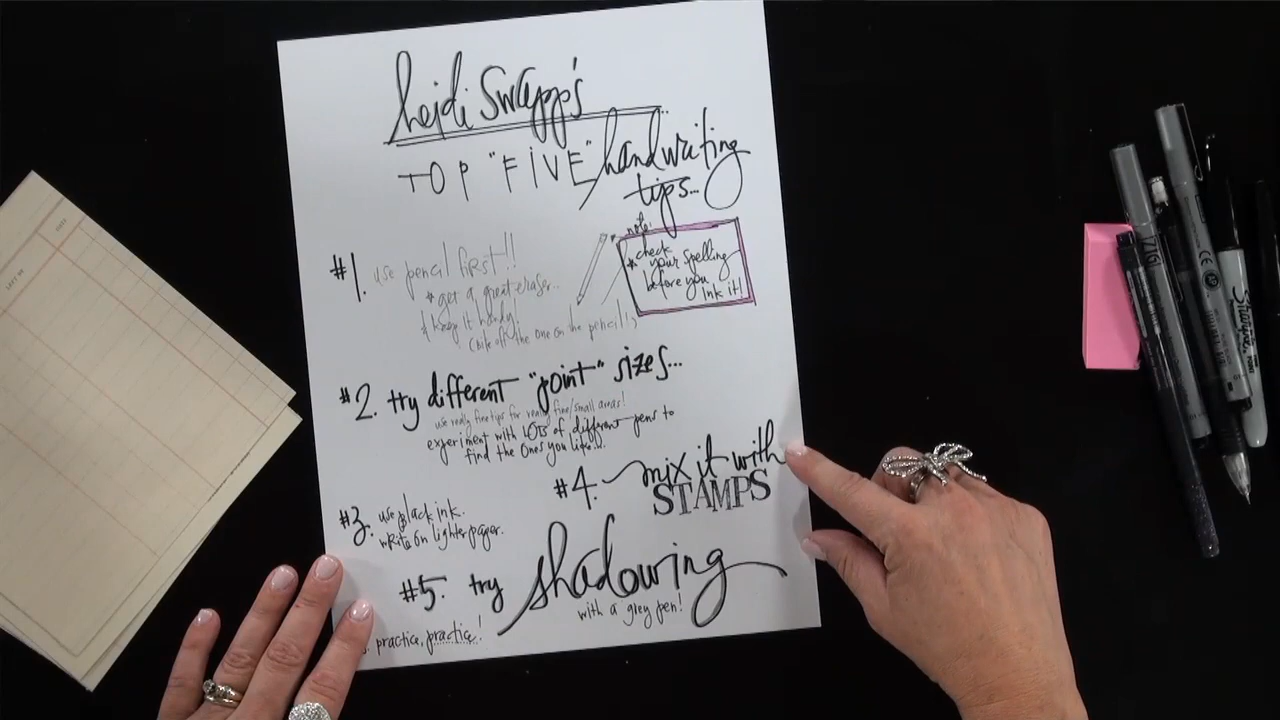 heidi swapp's
TOP "FIVE" handwriting
tips...
note:
* check
your spelling
before you
ink it!
#1. use pencil first!!
* get a great eraser..
* keep it handy!
(bite off the one on the pencil!)
#2. try different "point" sizes...
use really fine tips for really fine/small areas!
experiment with LOTS of different pens to
find the ones you like...
#3. use black ink.
write on lighter paper.
#4. mix it with
STAMPS
#5. try shadowing
with a grey pen!
practice, practice!
ZIG
Sharpie